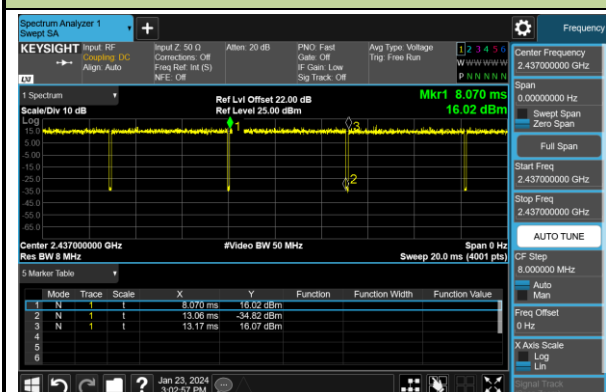 Spectrum Analyzer 1
Swept SA
Frequency
KEYSIGHT
Input: RF
Coupling: DC
Align: Auto
Input Z: 50 Ω
Corrections: Off
Freq Ref: Int (S)
NFE: Off
Atten: 20 dB
PNO: Fast
Gate: Off
IF Gain: Low
Sig Track: Off
Avg Type: Voltage
Trig: Free Run
1 2 3 4 5 6
W W W W W W
P N N N N N
LXI
1 Spectrum
Scale/Div 10 dB
Ref Lvl Offset 22.00 dB
Ref Level 25.00 dBm
Mkr1 8.070 ms
16.02 dBm
Log
15.0
5.00
-5.00
-15.0
-25.0
-35.0
-45.0
-55.0
-65.0
1
3
2
Center 2.437000000 GHz
Res BW 8 MHz
#Video BW 50 MHz
Span 0 Hz
Sweep 20.0 ms (4001 pts)
5 Marker Table
Mode Trace Scale X Y Function Function Width Function Value
1 N 1 t 8.070 ms 16.02 dBm
2 N 1 t 13.06 ms -34.82 dBm
3 N 1 t 13.17 ms 16.07 dBm
4
5
6
Jan 23, 2024
3:02:57 PM
Center Frequency
2.437000000 GHz
Span
0.00000000 Hz
Swept Span
Zero Span
Full Span
Start Freq
2.437000000 GHz
Stop Freq
2.437000000 GHz
AUTO TUNE
CF Step
8.000000 MHz
Auto
Man
Freq Offset
0 Hz
X Axis Scale
Log
Lin
Signal Track